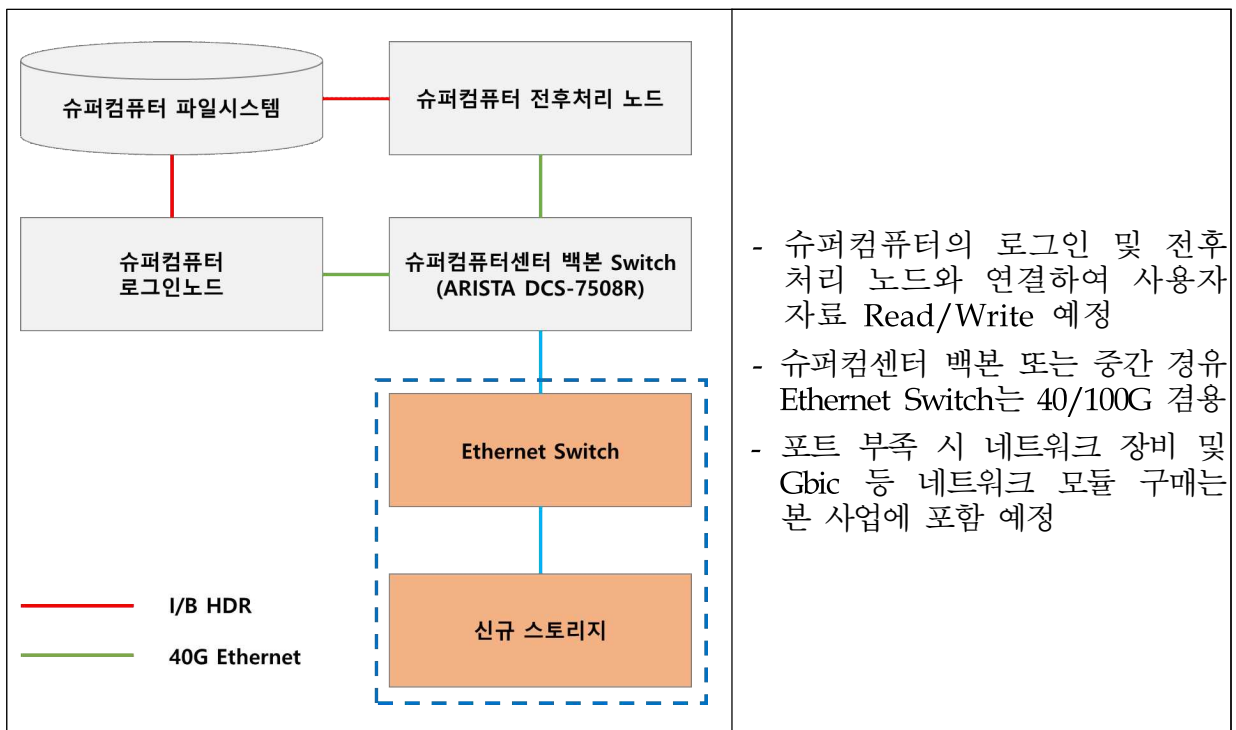 슈퍼컴퓨터 파일시스템
슈퍼컴퓨터 전후처리 노드
슈퍼컴퓨터
로그인노드
슈퍼컴퓨터센터 백본 Switch
(ARISTA DCS-7508R)
Ethernet Switch
신규 스토리지
I/B HDR
40G Ethernet
- 슈퍼컴퓨터의 로그인 및 전후
처리 노드와 연결하여 사용자
자료 Read/Write 예정
- 슈퍼컴센터 백본 또는 중간 경유
Ethernet Switch는 40/100G 겸용
- 포트 부족 시 네트워크 장비 및
Gbic 등 네트워크 모듈 구매는
본 사업에 포함 예정